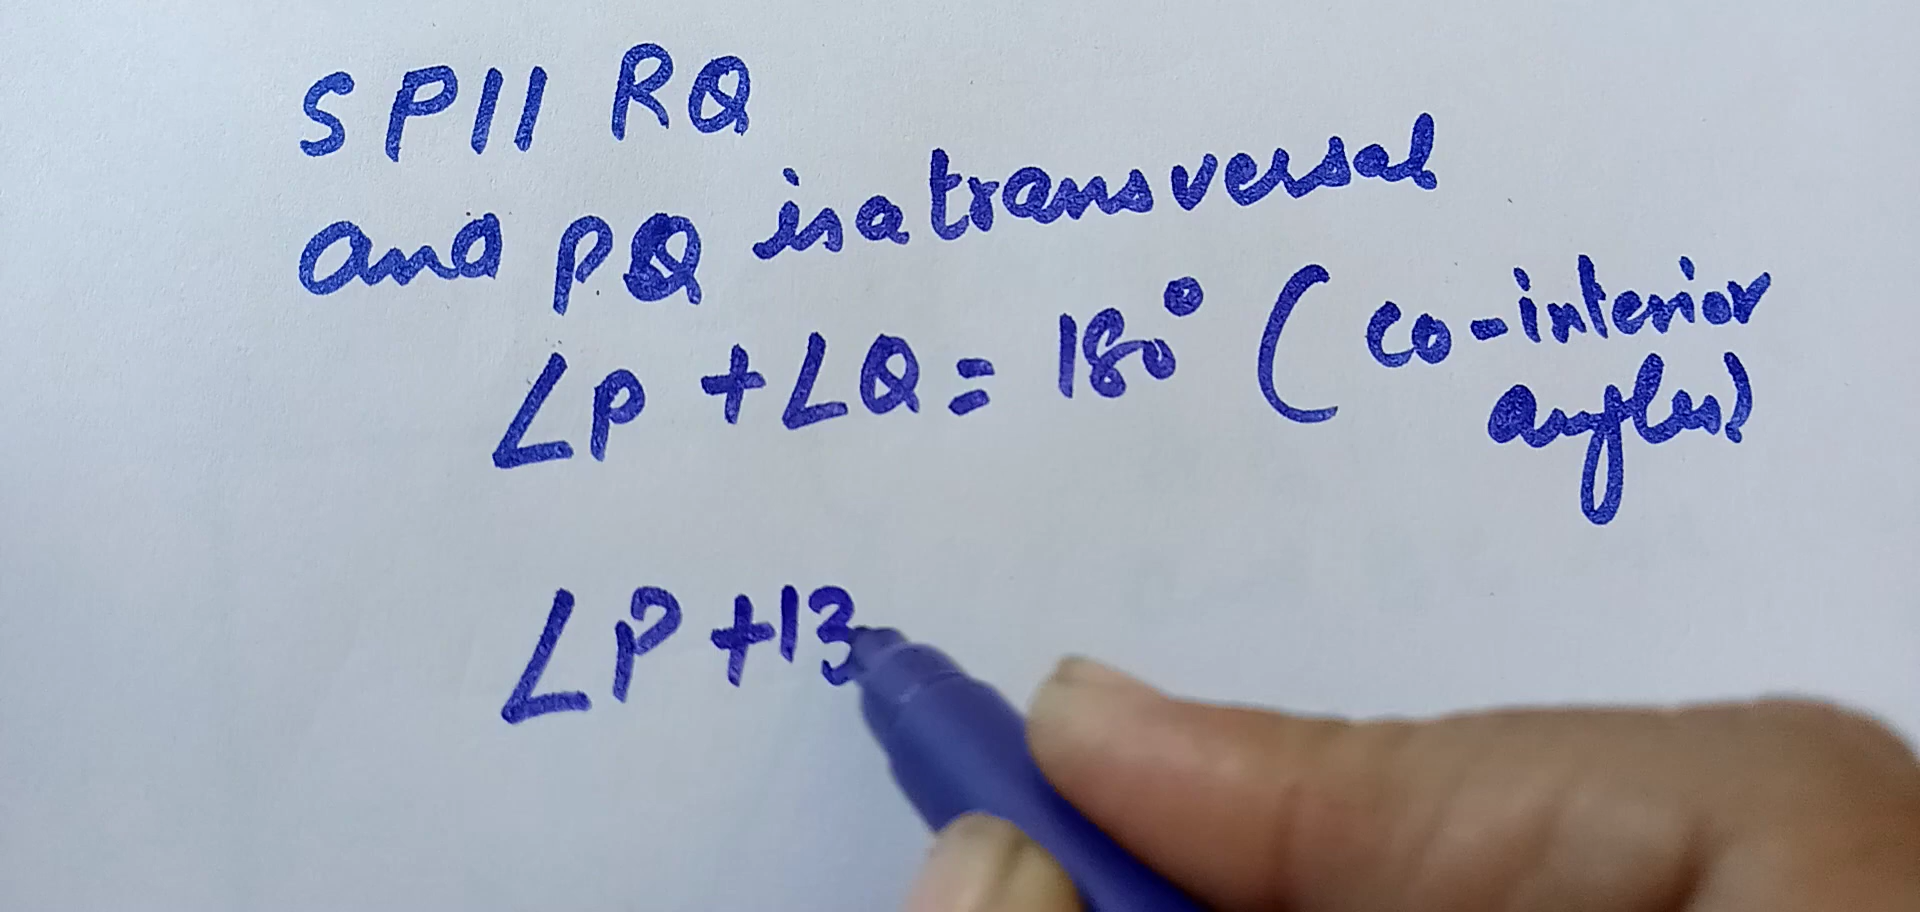 SP || RQ
and PQ is a transversal
∠P + ∠Q = 180° (co-interior
angles)
∠P + 13